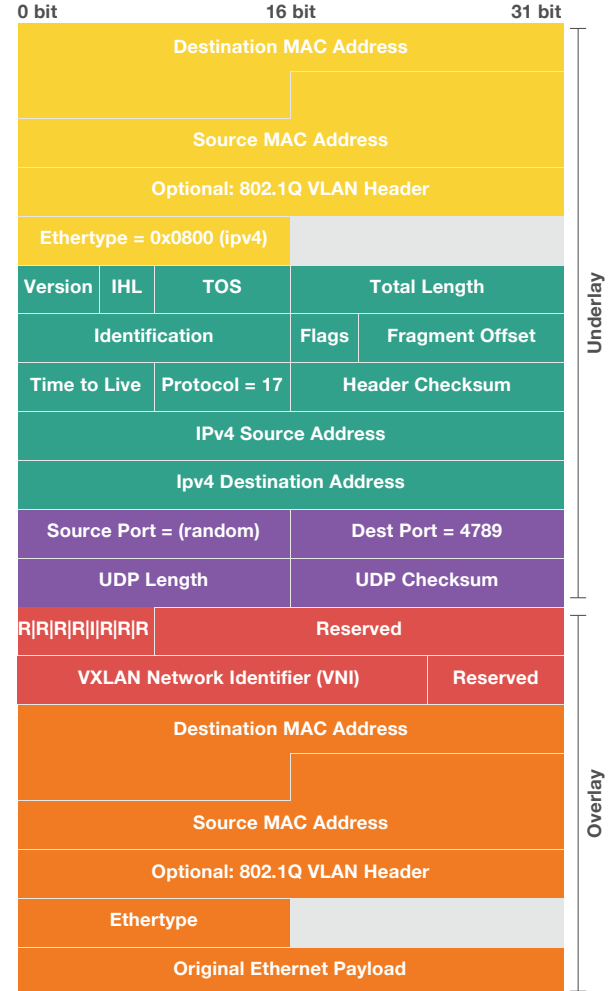 0 bit 16 bit 31 bit
Destination MAC Address
Source MAC Address
Optional: 802.1Q VLAN Header
Ethertype = 0x0800 (ipv4)
Version IHL TOS Total Length
Identification Flags Fragment Offset
Time to Live Protocol = 17 Header Checksum
IPv4 Source Address
Ipv4 Destination Address
Source Port = (random) Dest Port = 4789
UDP Length UDP Checksum
Underlay
R|R|R|R|I|R|R|R Reserved
VXLAN Network Identifier (VNI) Reserved
Destination MAC Address
Source MAC Address
Optional: 802.1Q VLAN Header
Ethertype
Original Ethernet Payload
Overlay